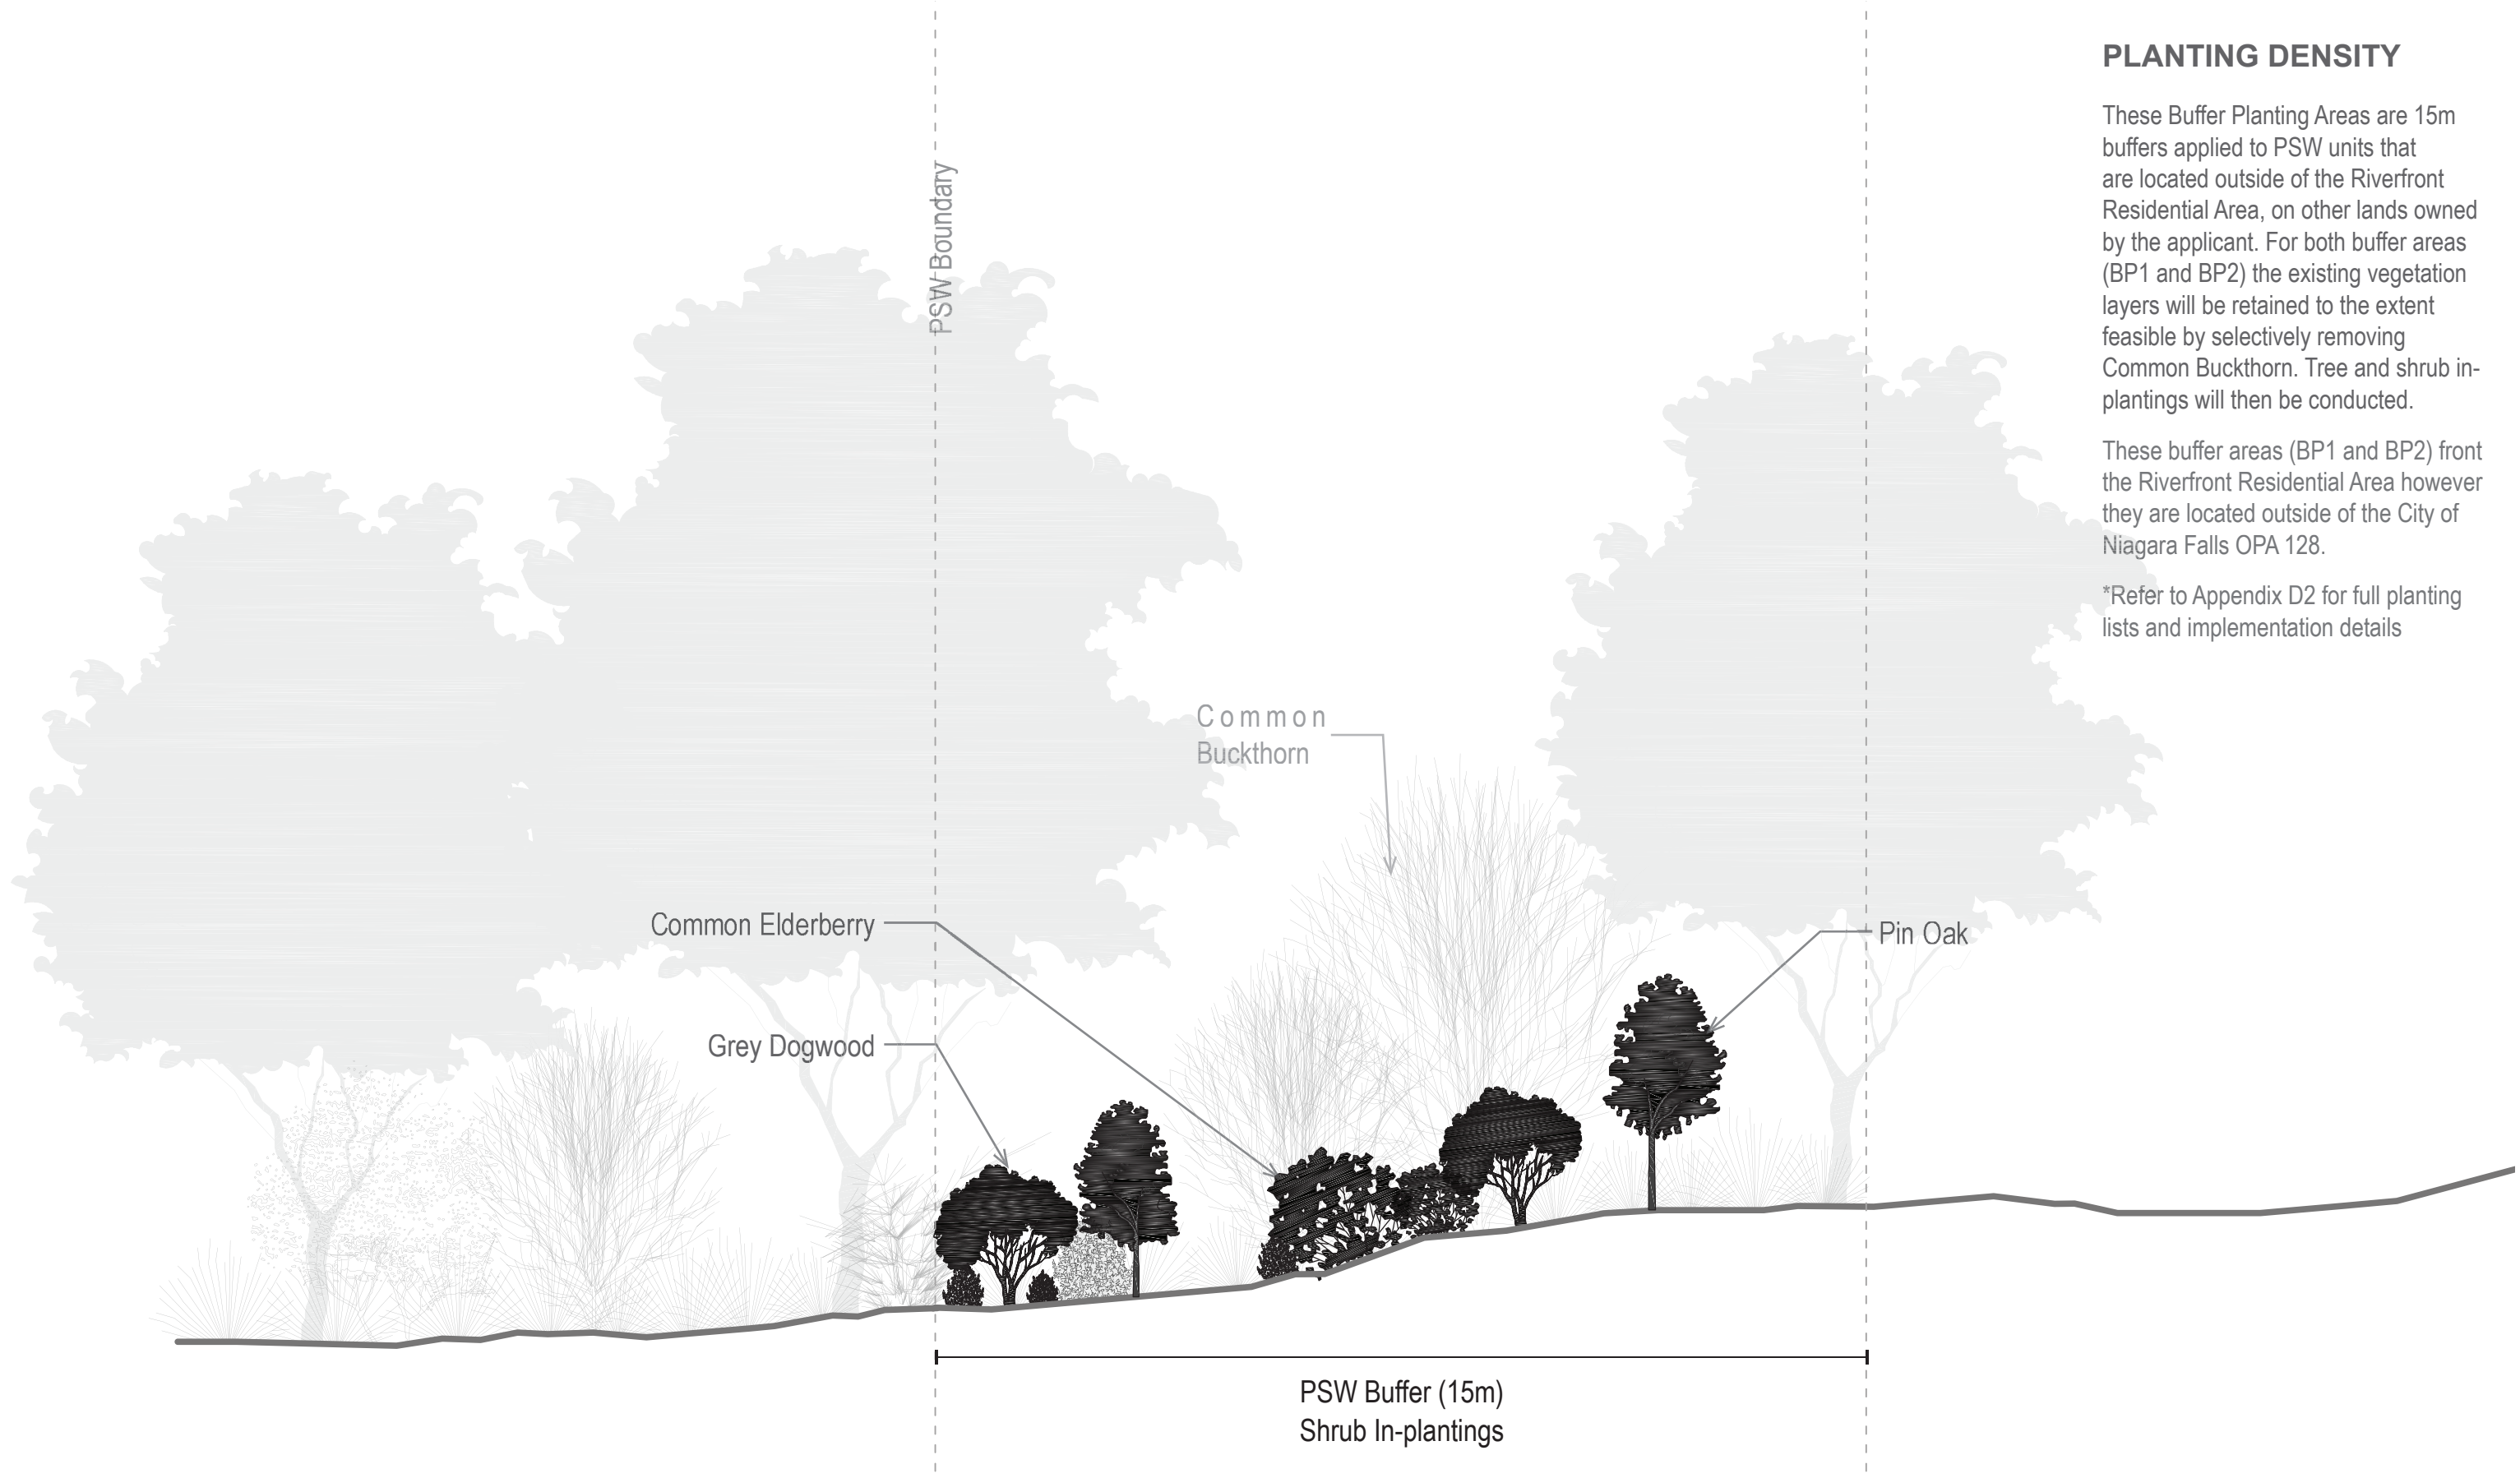 PLANTING DENSITY
These Buffer Planting Areas are 15m
buffers applied to PSW units that
are located outside of the Riverfront
Residential Area, on other lands owned
by the applicant. For both buffer areas
(BP1 and BP2) the existing vegetation
layers will be retained to the extent
feasible by selectively removing
Common Buckthorn. Tree and shrub in-
plantings will then be conducted.
These buffer areas (BP1 and BP2) front
the Riverfront Residential Area however
they are located outside of the City of
Niagara Falls OPA 128.
*Refer to Appendix D2 for full planting
lists and implementation details
PSW Boundary
Common
Buckthorn
Common Elderberry
Pin Oak
Grey Dogwood
PSW Buffer (15m)
Shrub In-plantings